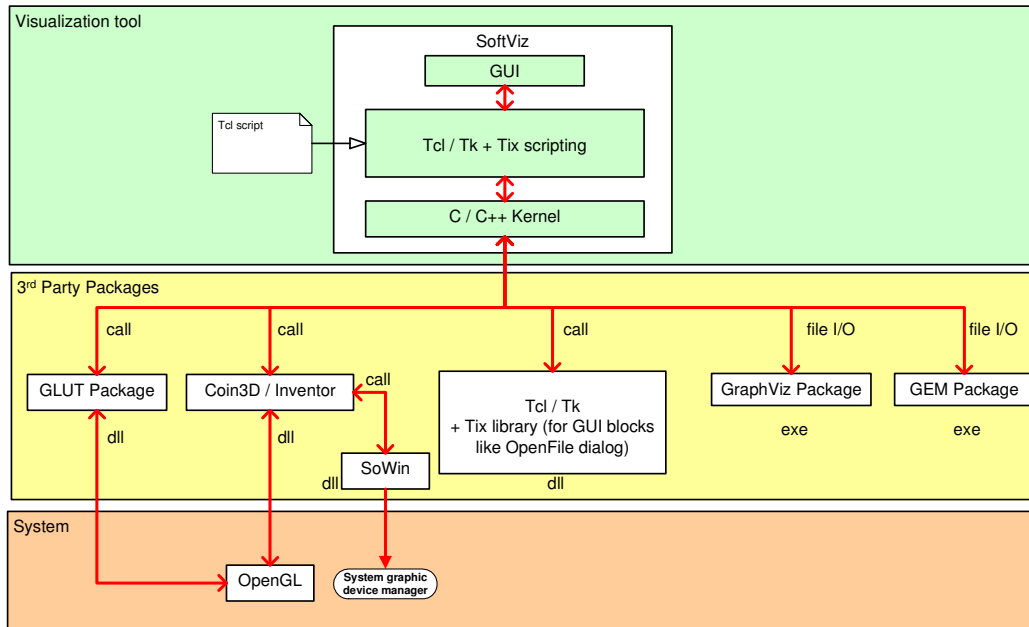 Visualization tool
SoftViz
GUI
Tcl script
Tcl / Tk + Tix scripting
C / C++ Kernel
3rd Party Packages
call
call
call
file I/O
file I/O
GLUT Package
Coin3D / Inventor
call
Tcl / Tk
+ Tix library (for GUI blocks
like OpenFile dialog)
GraphViz Package
GEM Package
dll
dll
exe
exe
SoWin
dll
dll
System
OpenGL
System graphic
device manager